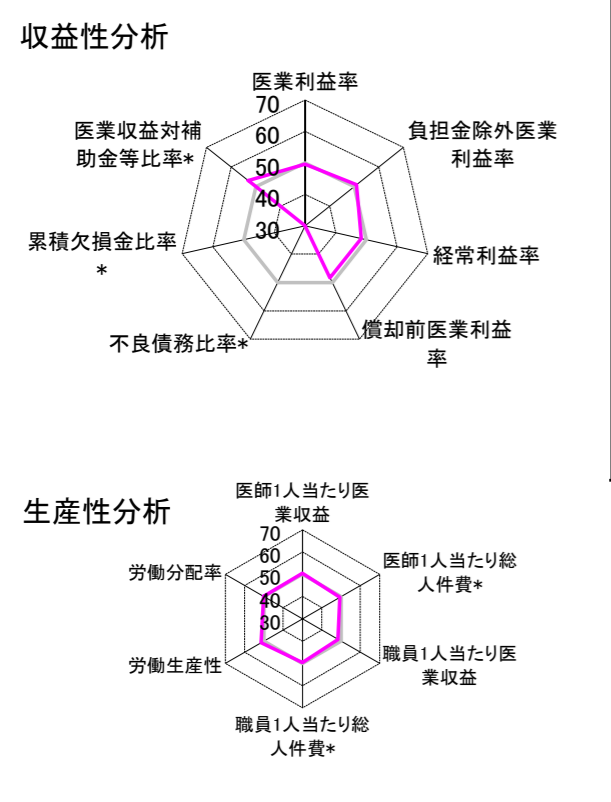 収益性分析
医業利益率
70
60
50
40
30
負担金除外医業
利益率
経常利益率
償却前医業利益
率
不良債務比率*
累積欠損金比率
*
医業収益対補
助金等比率*
生産性分析
医師1人当たり医
業収益
70
60
50
40
30
医師1人当たり総
人件費*
職員1人当たり医
業収益
職員1人当たり総
人件費*
労働生産性
労働分配率